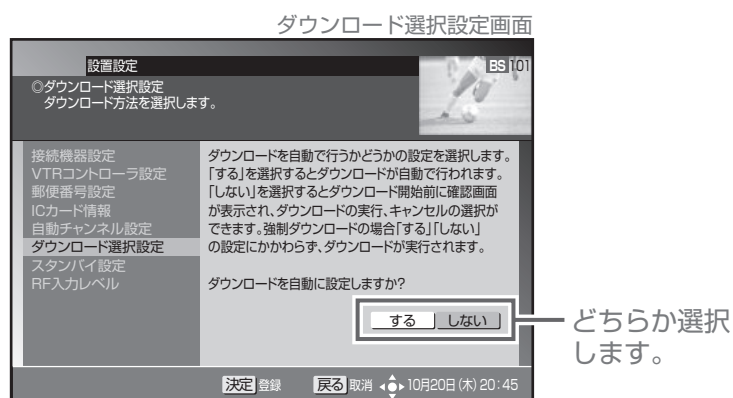 ダウンロード選択設定画面
設置設定
BS 101
◎ダウンロード選択設定
ダウンロード方法を選択します。
接続機器設定
VTRコントローラ設定
郵便番号設定
ICカード情報
自動チャンネル設定
ダウンロード選択設定
スタンバイ設定
RF入力レベル
ダウンロードを自動で行うかどうかの設定を選択します。
「する」を選択するとダウンロードが自動で行われます。
「しない」を選択するとダウンロード開始前に確認画面
が表示され、ダウンロードの実行、キャンセルの選択が
できます。強制ダウンロードの場合「する」「しない」
の設定にかかわらず、ダウンロードが実行されます。
ダウンロードを自動に設定しますか?
する しない
どちらか選択
します。
決定 登録 戻る 取消 10月20日(木)20:45